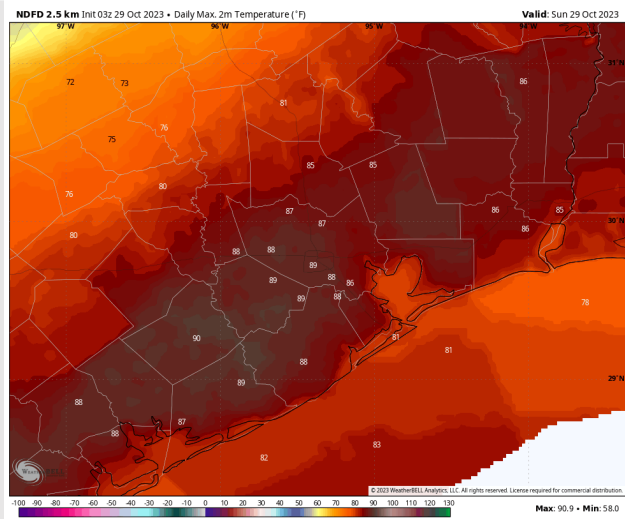 NDFD 2.5 km Init 03z 29 Oct 2023 • Daily Max. 2m Temperature (°F) Valid: Sun 29 Oct 2023
97°W 96°W 95°W 94°W
31°N
86
72 73
81
75
76
85 85
80
76
87 86 85
30°N
87
86
80
88 88
89
88
89 86
89 88
78
81
90
81
88
29°N
89
88
87
88
83
82
WeatherBELL
© 2023 WeatherBELL Analytics, LLC. All rights reserved. License required for commercial distribution.
-100 -90 -80 -70 -60 -50 -40 -30 -20 -10 0 10 20 30 40 50 60 70 80 90 100 110 120 130
Max: 90.9 • Min: 58.0